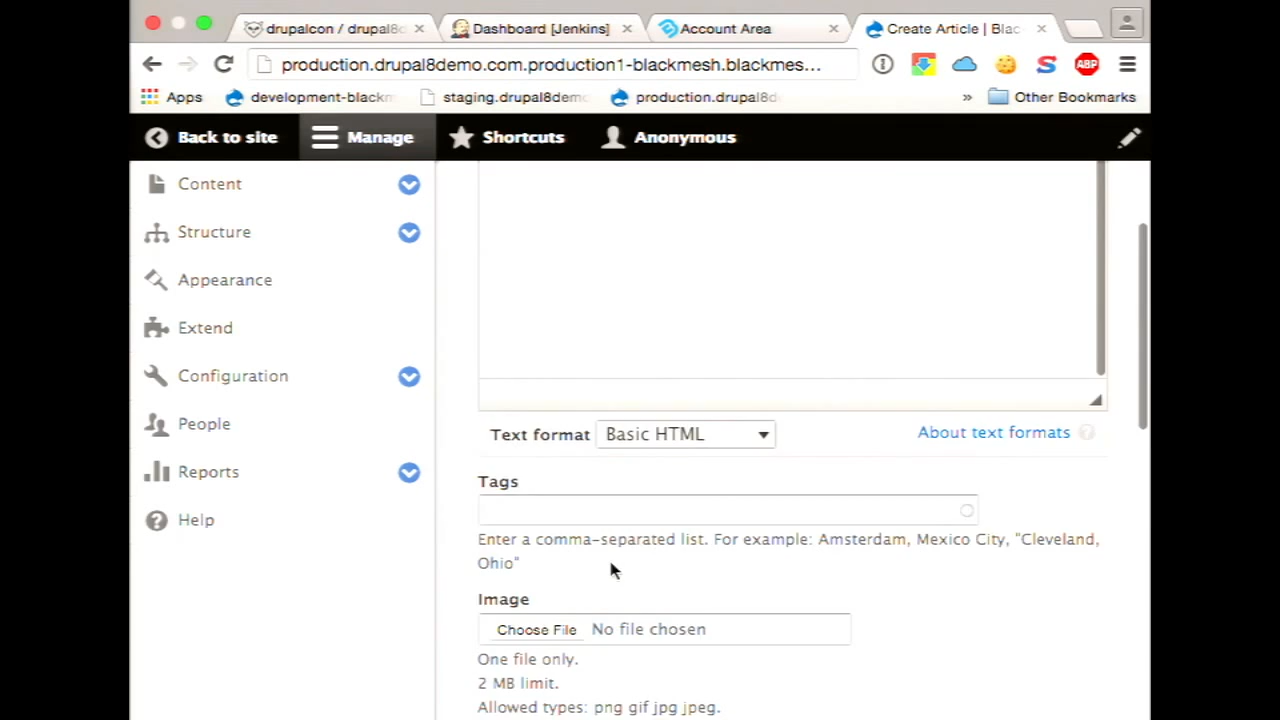 drupalcon / drupal8
Dashboard [Jenkins]
Account Area
Create Article | Blac
production.drupal8demo.com.production1-blackmesh.blackmes...
ABP
Apps
development-blackm
staging.drupal8demo
production.drupal8d
»
Other Bookmarks
Back to site
Manage
Shortcuts
Anonymous
Content
Structure
Appearance
Extend
Configuration
People
Reports
Help
Text format
Basic HTML
About text formats
Tags
Enter a comma-separated list. For example: Amsterdam, Mexico City, "Cleveland,
Ohio"
Image
Choose File No file chosen
One file only.
2 MB limit.
Allowed types: png gif jpg jpeg.